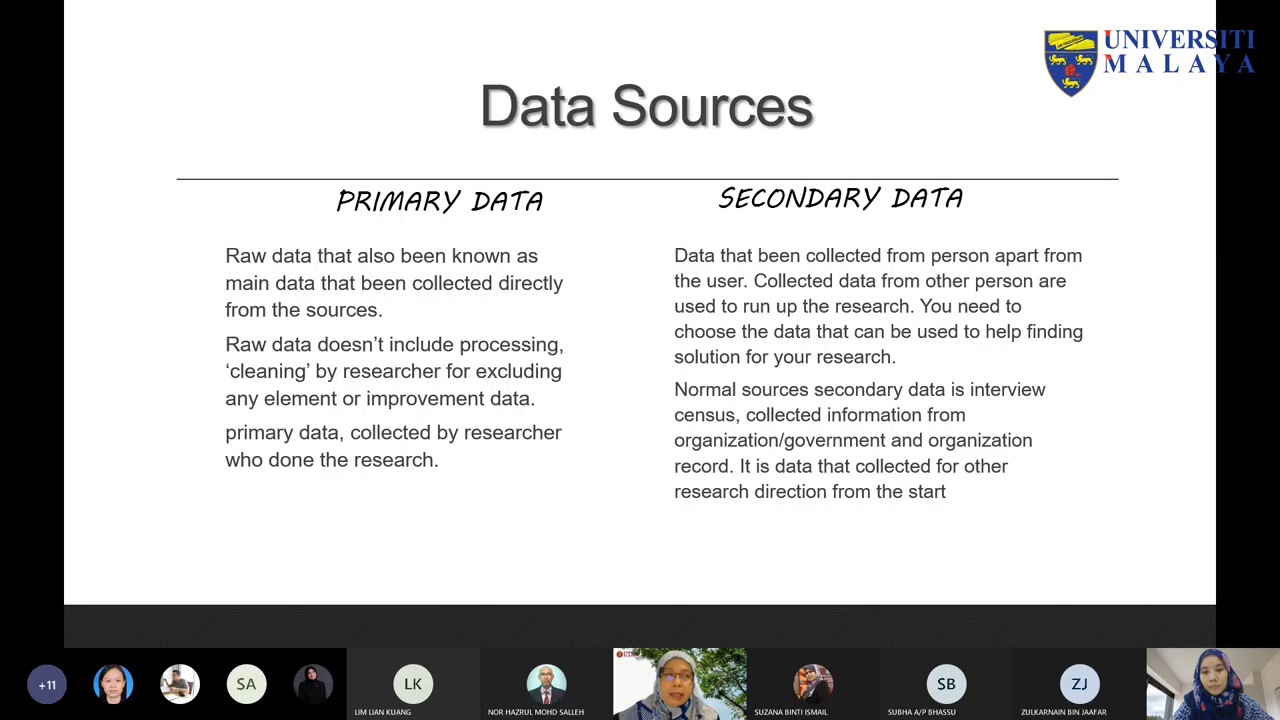 UNIVERSITI
MALAYA
Data Sources
PRIMARY DATA
Raw data that also been known as
main data that been collected directly
from the sources.
Raw data doesn’t include processing,
‘cleaning’ by researcher for excluding
any element or improvement data.
primary data, collected by researcher
who done the research.
SECONDARY DATA
Data that been collected from person apart from
the user. Collected data from other person are
used to run up the research. You need to
choose the data that can be used to help finding
solution for your research.
Normal sources secondary data is interview
census, collected information from
organization/government and organization
record. It is data that collected for other
research direction from the start
+11
SA
LK
LIM LIAN KUANG
NOR HAZRUL MOHD SALLEH
SUZANA BINTI ISMAIL
SB
SUBHA A/P BHASSU
ZJ
ZULKARNAIN BIN JAAFAR